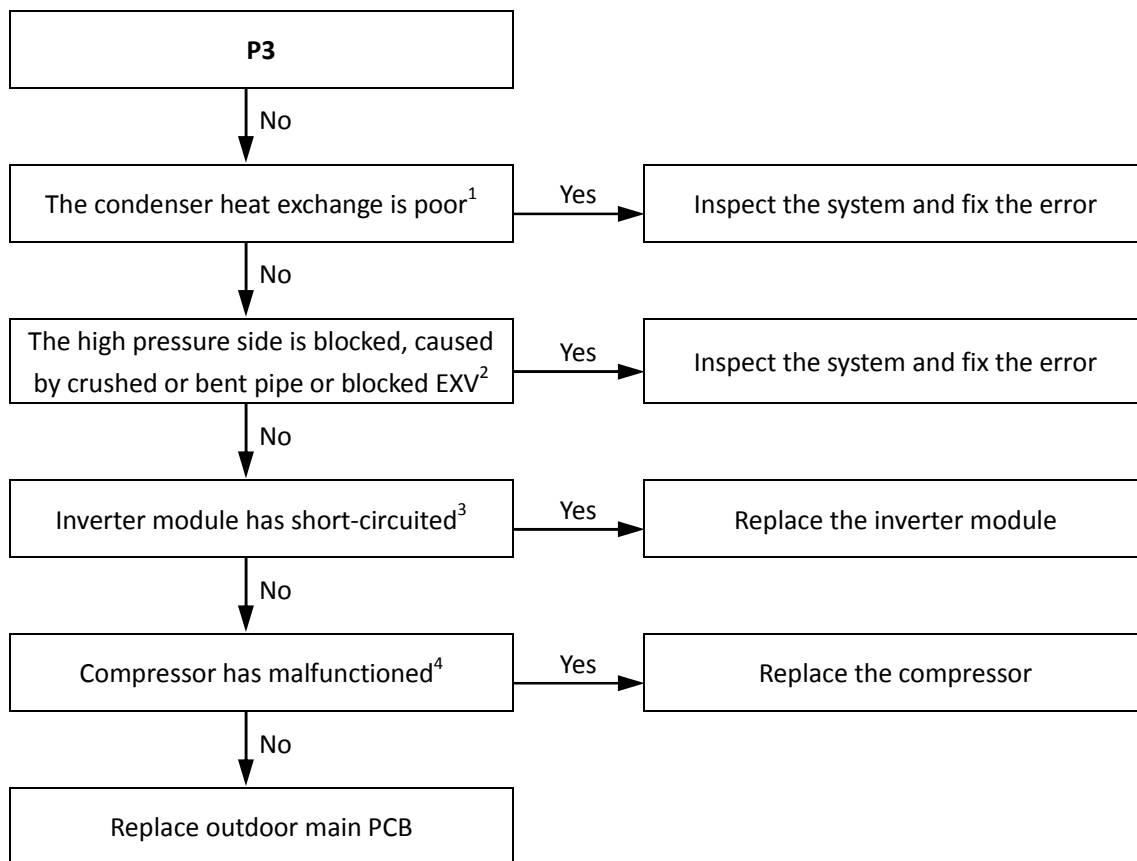 P3
No
The condenser heat exchange is poor1
Yes
Inspect the system and fix the error
No
The high pressure side is blocked, caused
by crushed or bent pipe or blocked EXV2
Yes
Inspect the system and fix the error
No
Inverter module has short-circuited3
Yes
Replace the inverter module
No
Compressor has malfunctioned4
Yes
Replace the compressor
No
Replace outdoor main PCB